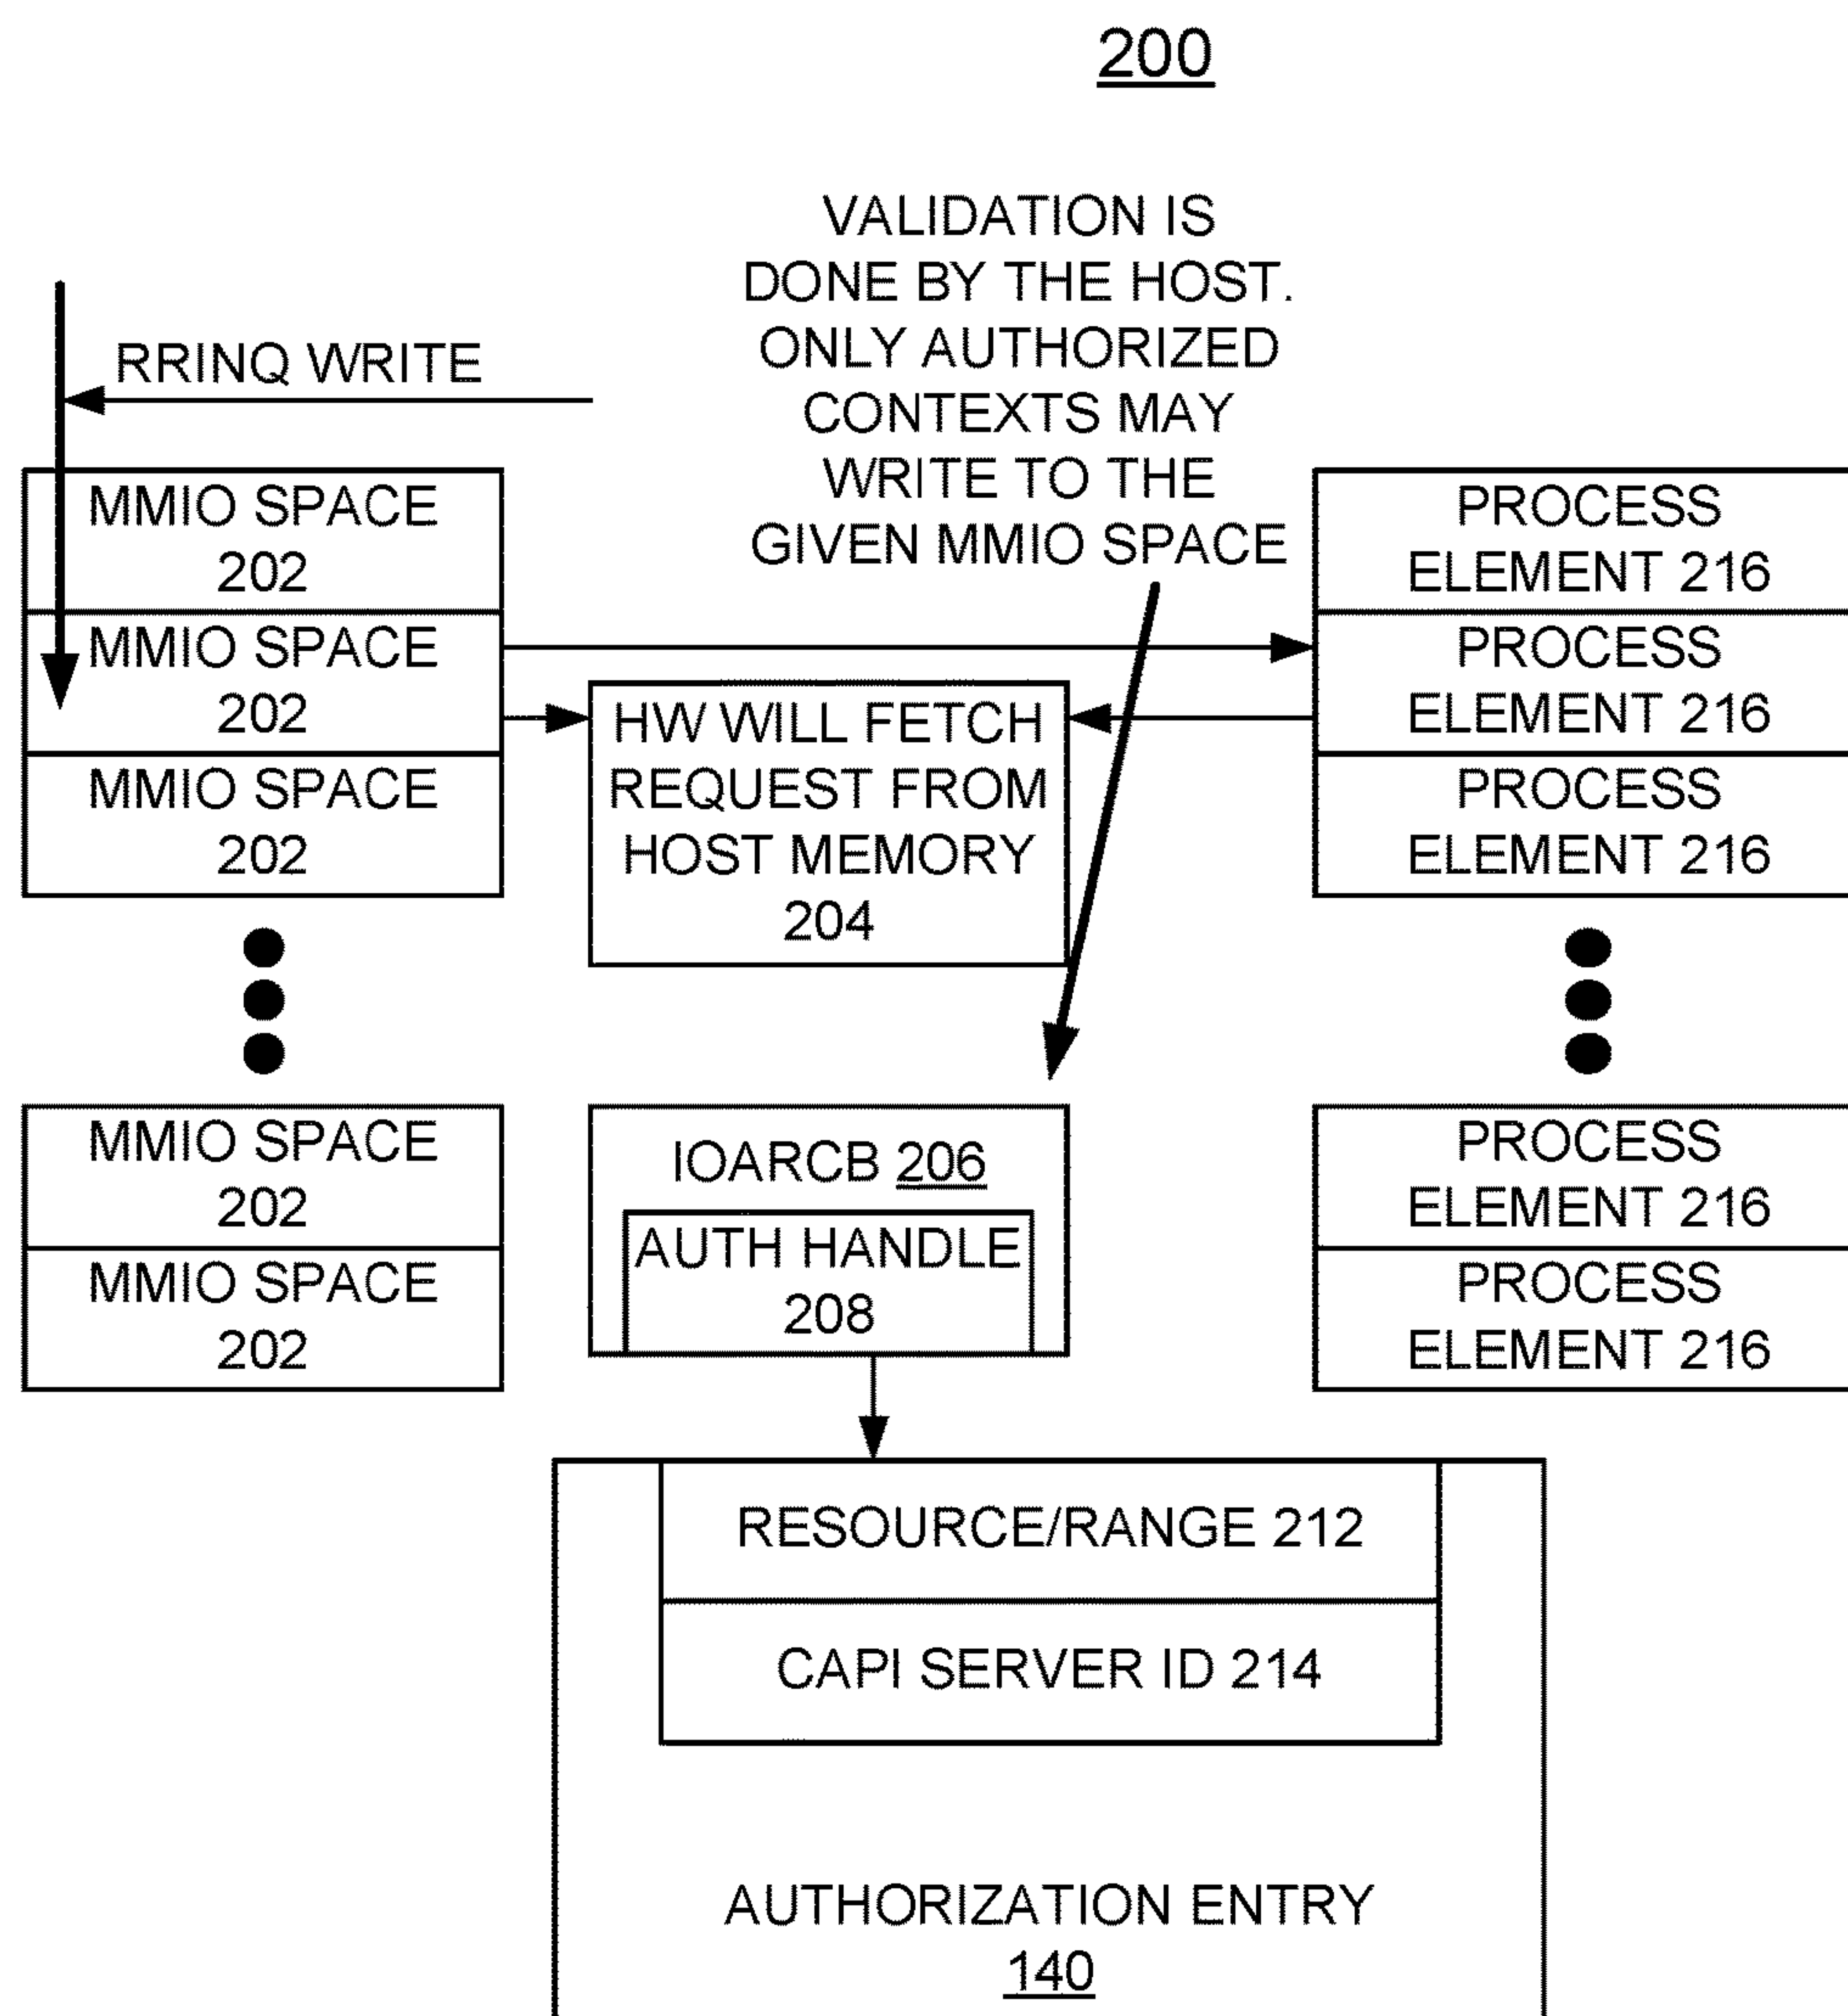 200
VALIDATION IS
DONE BY THE HOST.
ONLY AUTHORIZED
CONTEXTS MAY
WRITE TO THE
GIVEN MMIO SPACE
RRINQ WRITE
MMIO SPACE
202
MMIO SPACE
202
MMIO SPACE
202
MMIO SPACE
202
MMIO SPACE
202
HW WILL FETCH
REQUEST FROM
HOST MEMORY
204
IOARCB 206
AUTH HANDLE
208
PROCESS
ELEMENT 216
PROCESS
ELEMENT 216
PROCESS
ELEMENT 216
PROCESS
ELEMENT 216
PROCESS
ELEMENT 216
RESOURCE/RANGE 212
CAPI SERVER ID 214
AUTHORIZATION ENTRY
140